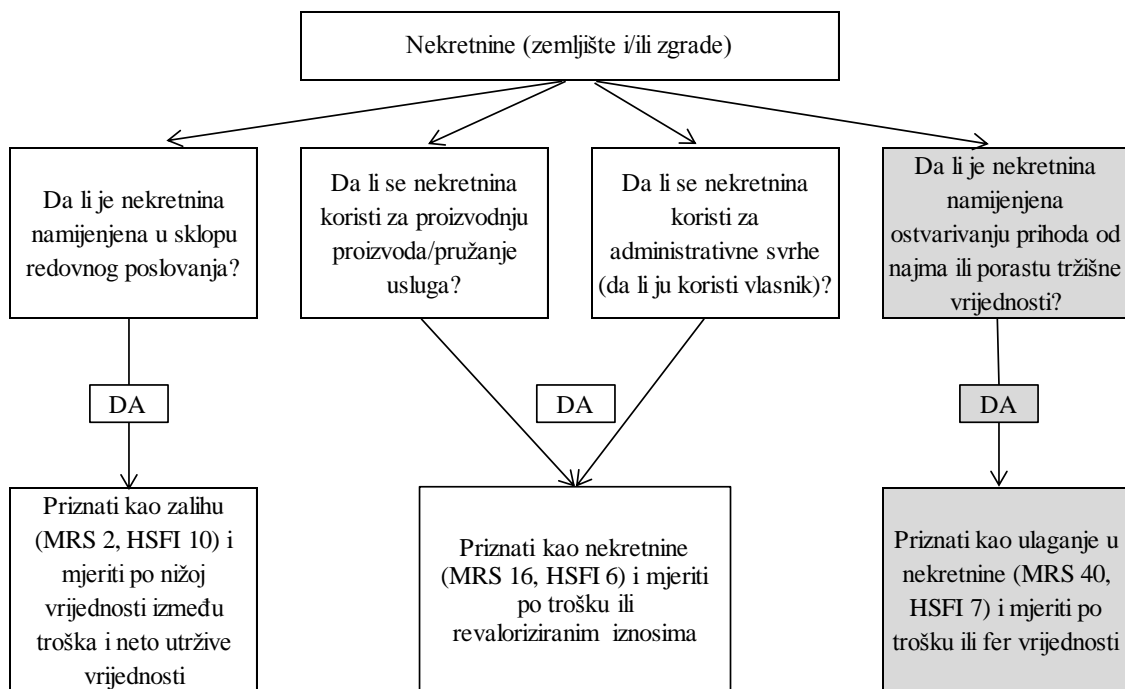 Nekretnine (zemljište i/ili zgrade)
Da li je nekretnina
namijenjena u sklopu
redovnog poslovanja?
Da li se nekretnina
koristi za proizvodnju
proizvoda/pružanje
usluga?
Da li se nekretnina
koristi za
administrativne svrhe
(da li ju koristi vlasnik)?
Da li je nekretnina
namijenjena
ostvarivanju prihoda od
najma ili porastu tržišne
vrijednosti?
DA
DA
DA
Priznati kao zalihu
(MRS 2, HSFI 10) i
mjeriti po nižoj
vrijednosti između
troška i neto utržive
vrijednosti
Priznati kao nekretnine
(MRS 16, HSFI 6) i mjeriti
po trošku ili
revaloriziranim iznosima
Priznati kao ulaganje u
nekretnine (MRS 40,
HSFI 7) i mjeriti po
trošku ili fer vrijednosti